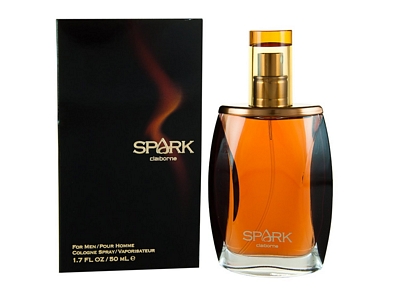 SPARK
claiborne
FOR MEN/POUR HOMME
COLOGNE SPRAY/VAPORISATEUR
1.7 FL OZ/50 ML ℮
SPARK
claiborne